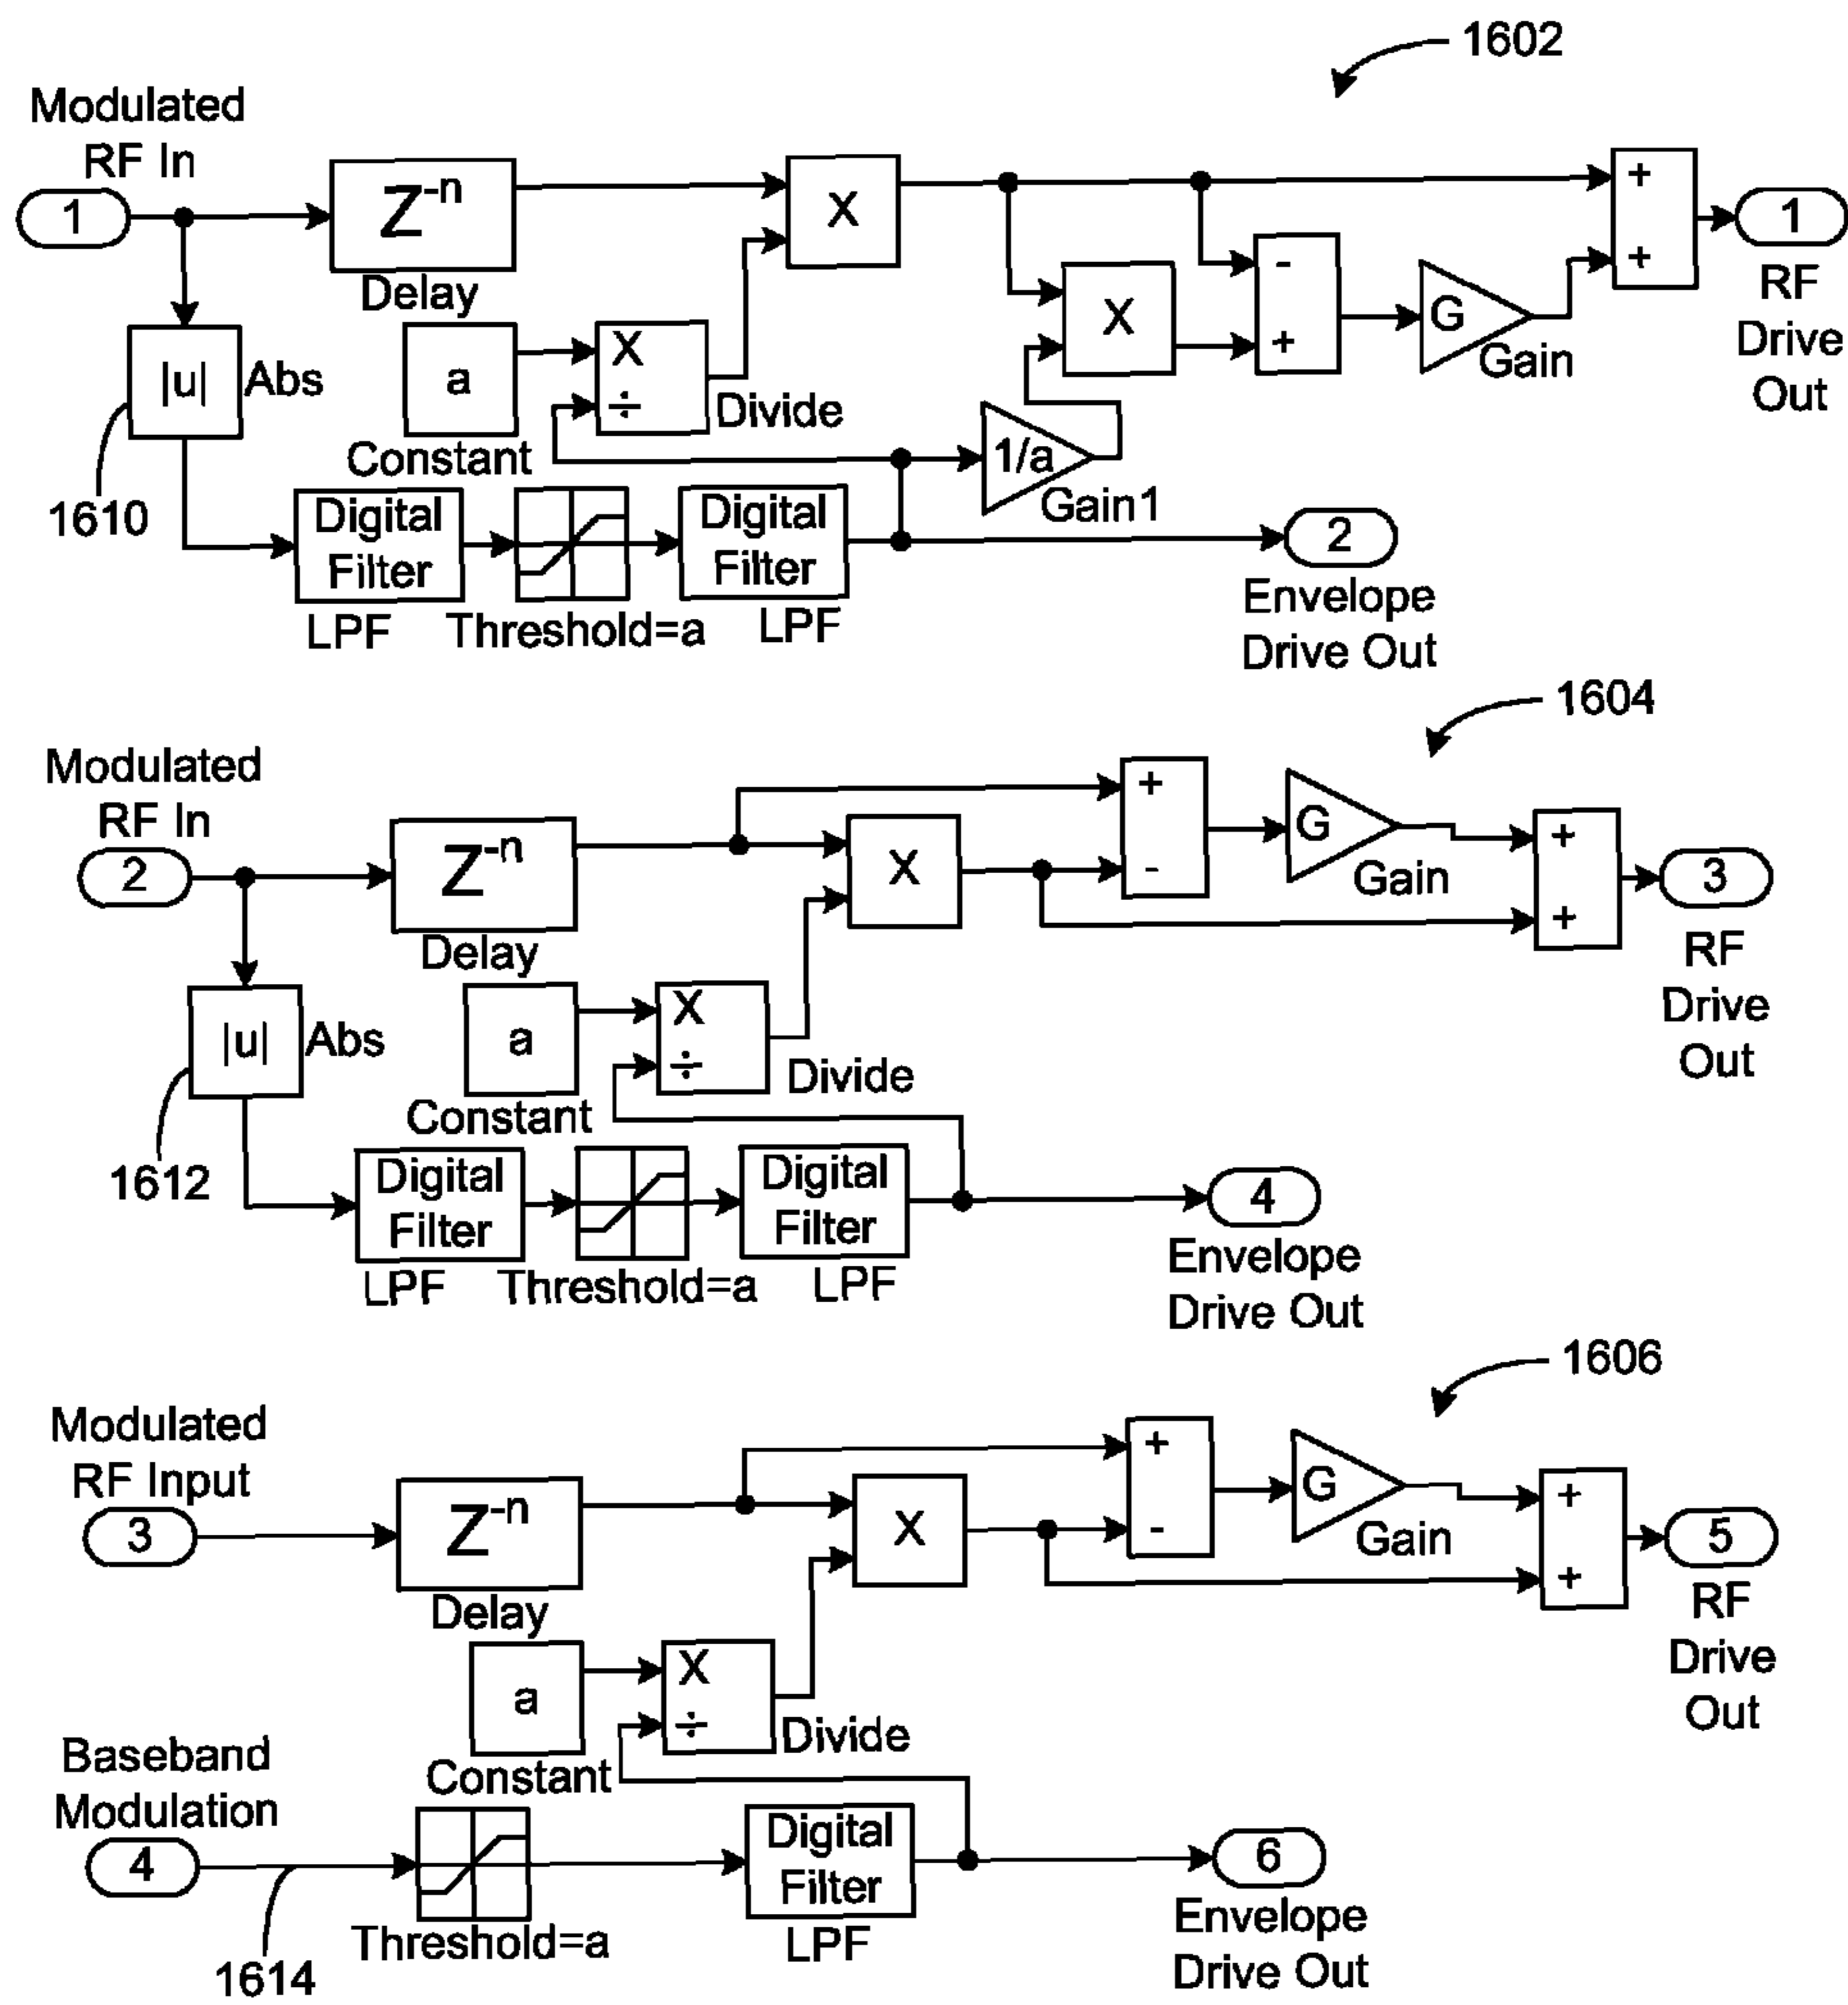 1602
Modulated
RF In
1
Z-n
Delay
X
X
-
+
G
Gain
+
+
1
RF
Drive
Out
|u|
Abs
1610
a
Constant
X
÷
Divide
1/a
Gain1
Digital
Filter
LPF
Threshold=a
Digital
Filter
LPF
2
Envelope
Drive Out
1604
Modulated
RF In
2
Z-n
Delay
X
+
-
G
Gain
+
+
3
RF
Drive
Out
|u|
Abs
1612
a
Constant
X
÷
Divide
Digital
Filter
LPF
Threshold=a
Digital
Filter
LPF
4
Envelope
Drive Out
1606
Modulated
RF Input
3
Z-n
Delay
X
+
-
G
Gain
+
+
5
RF
Drive
Out
a
Constant
X
÷
Divide
Baseband
Modulation
4
1614
Threshold=a
Digital
Filter
LPF
6
Envelope
Drive Out